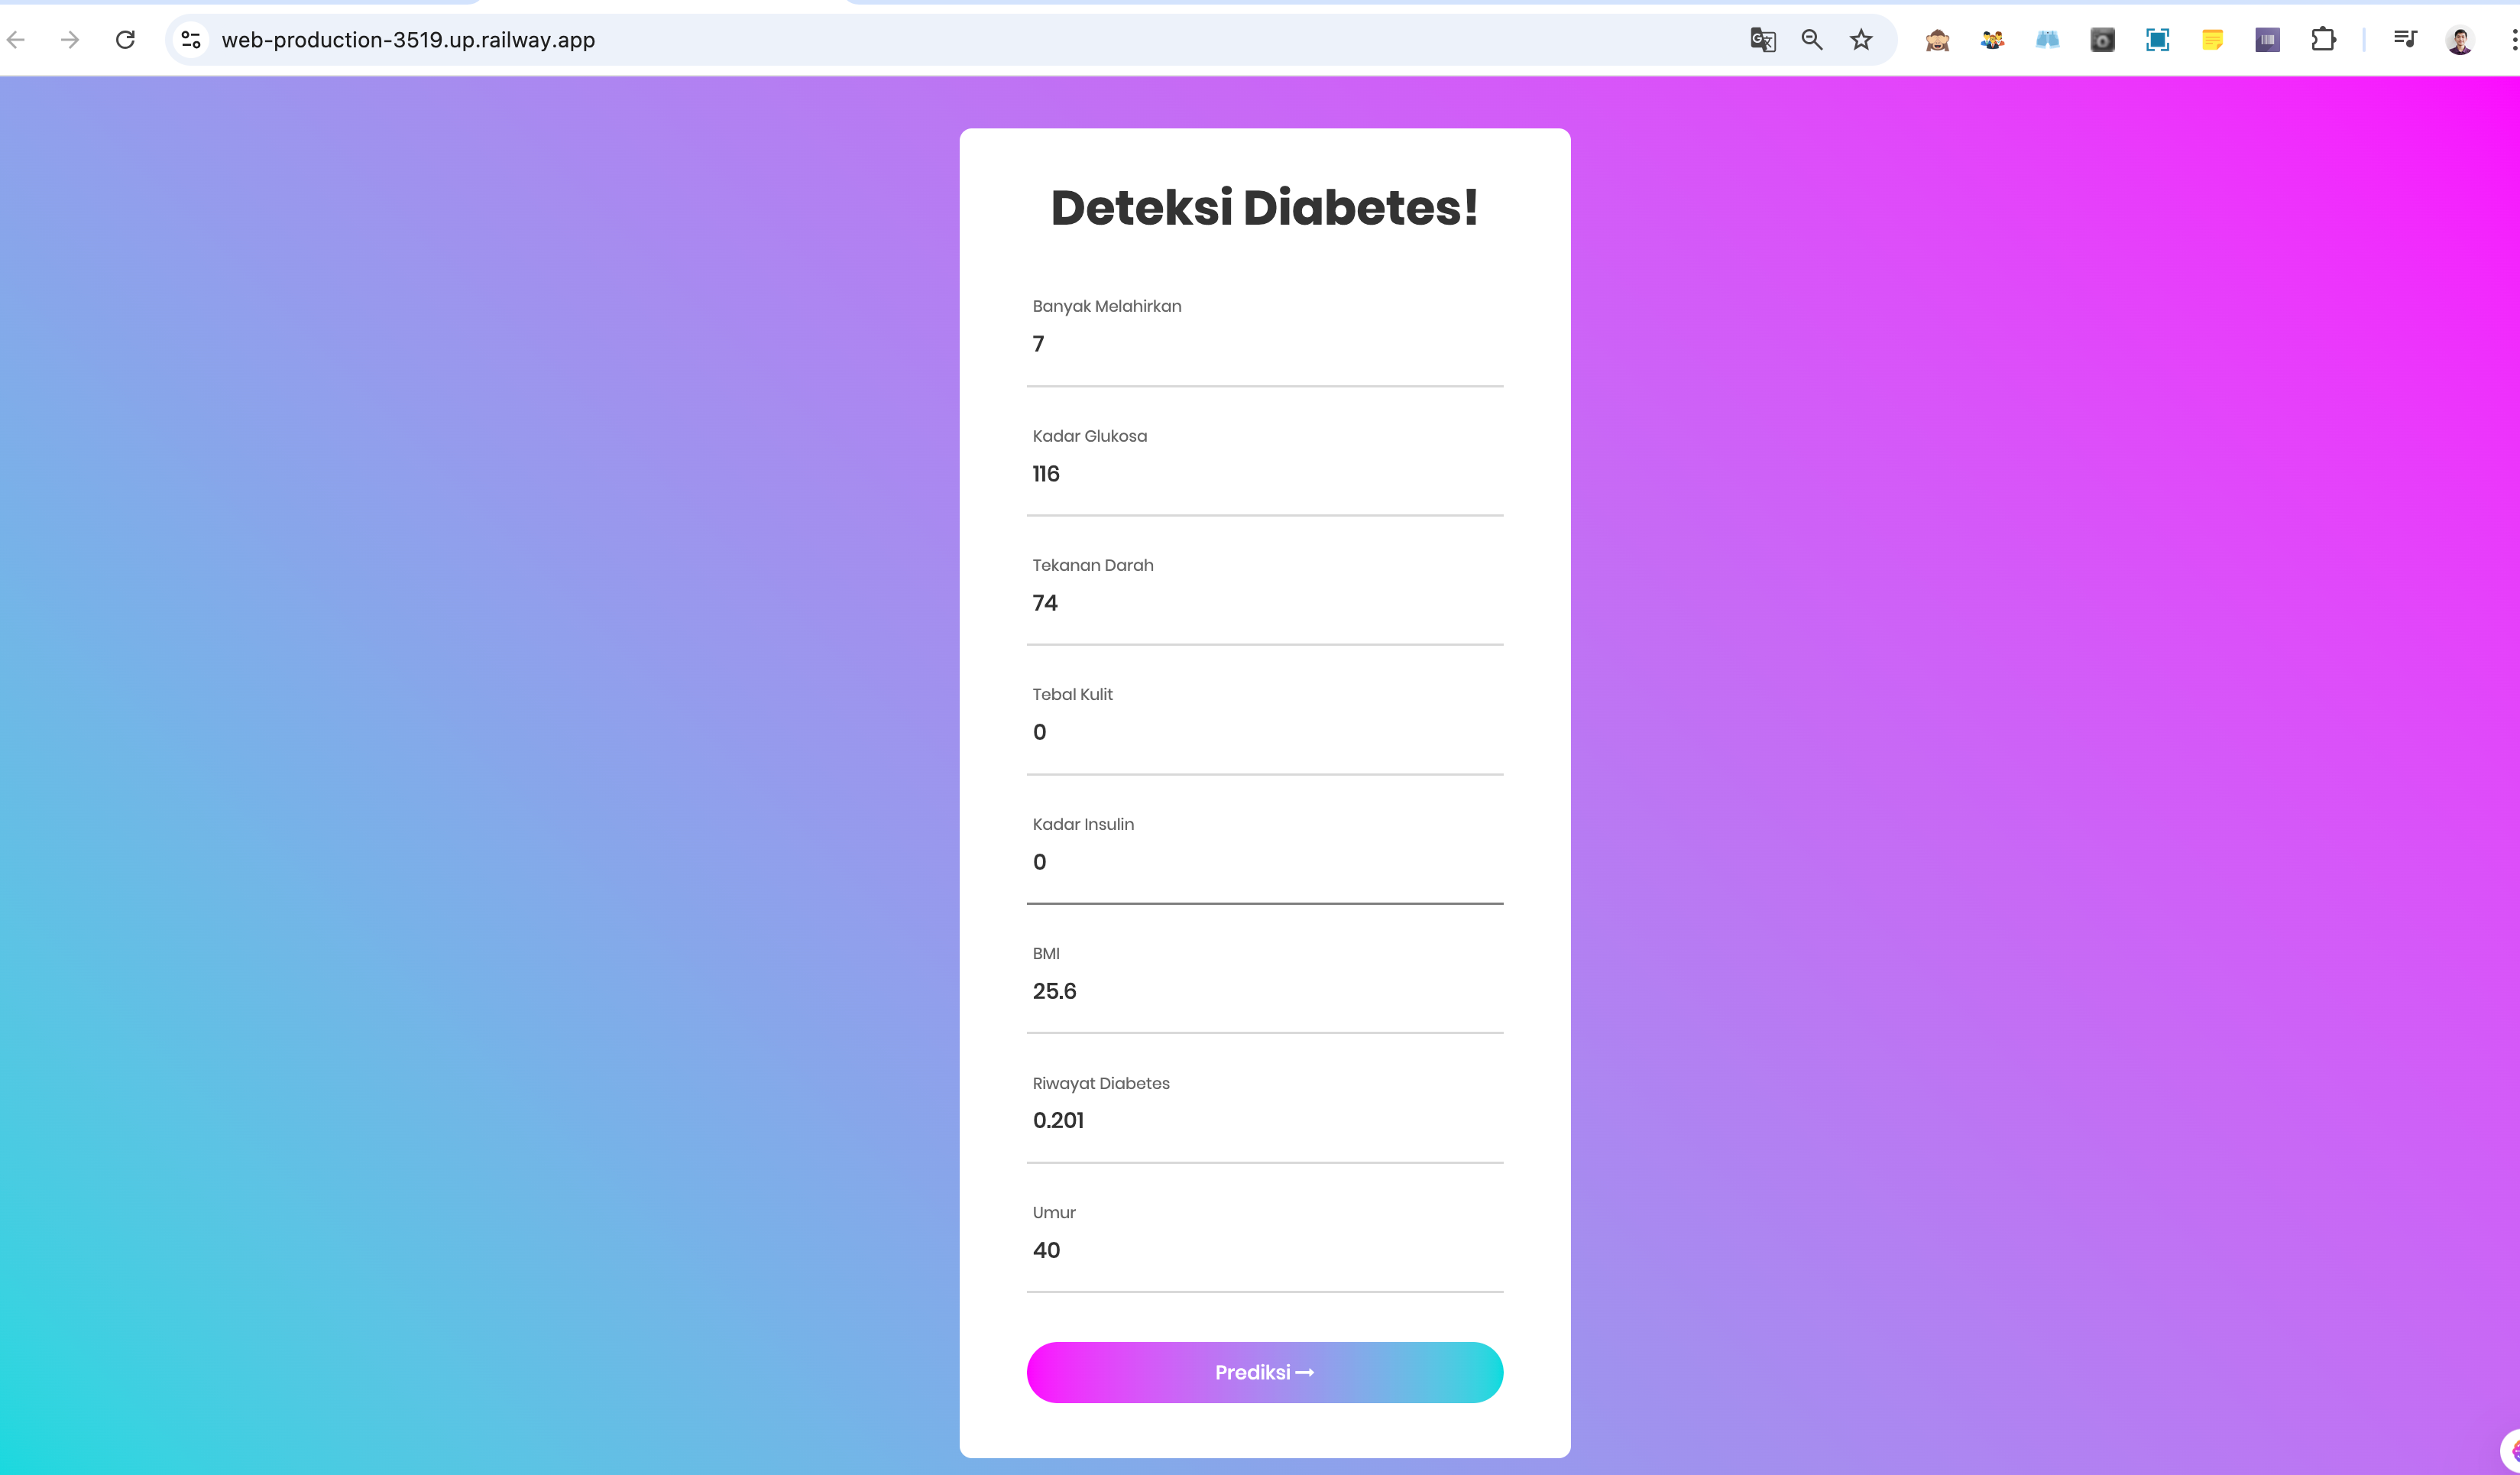 web-production-3519.up.railway.app
Deteksi Diabetes!
Banyak Melahirkan
7
Kadar Glukosa
116
Tekanan Darah
74
Tebal Kulit
0
Kadar Insulin
0
BMI
25.6
Riwayat Diabetes
0.201
Umur
40
Prediksi →